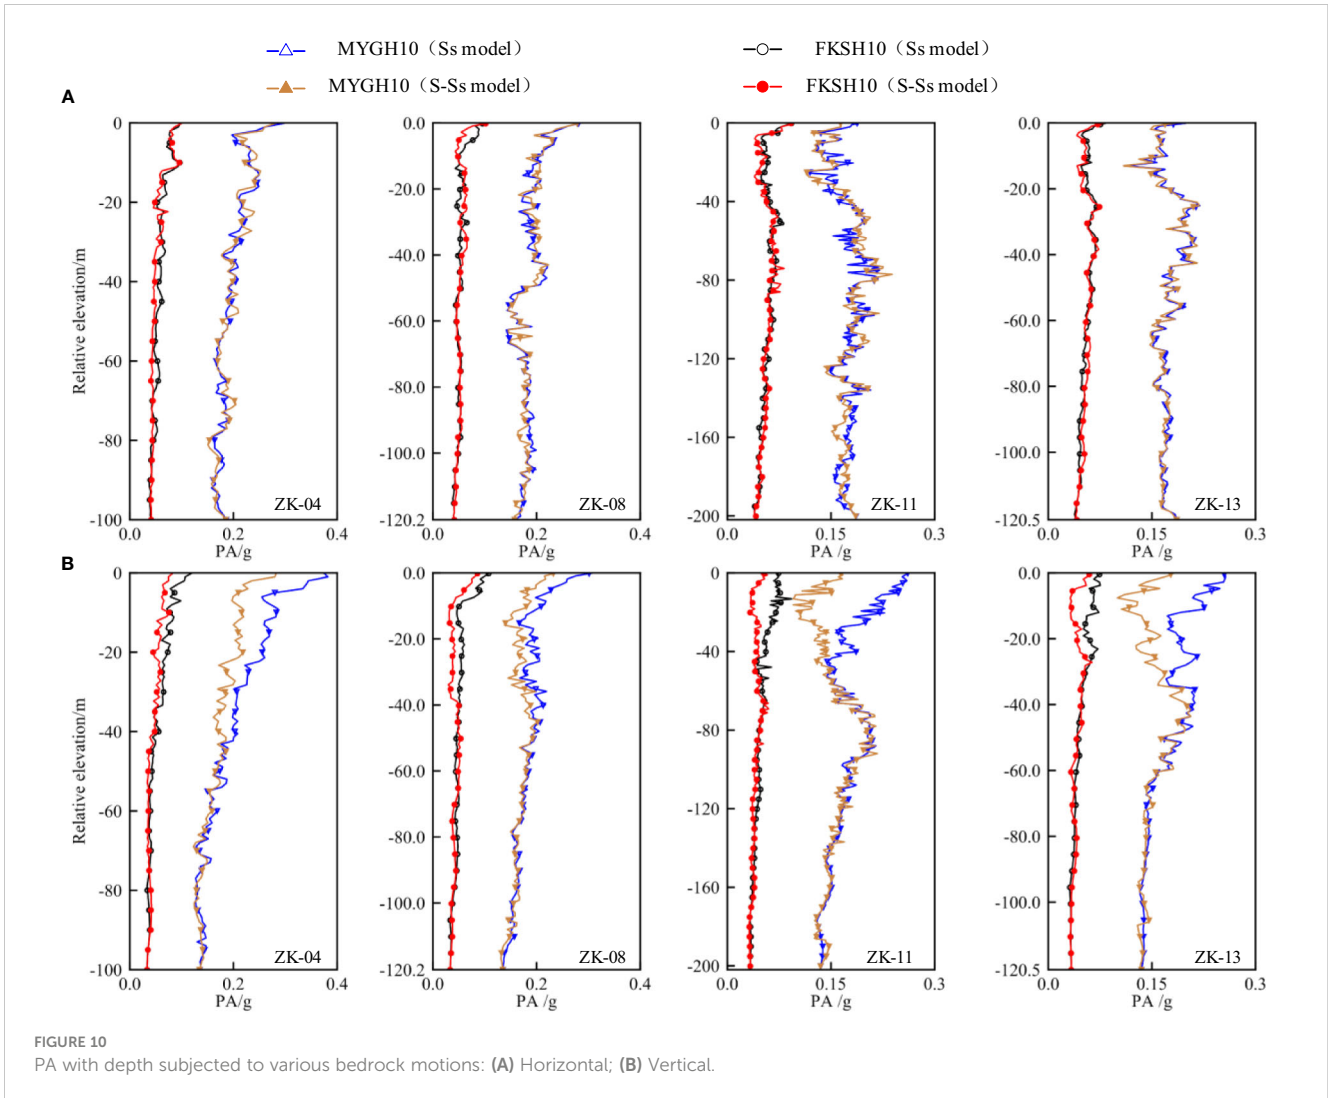 MYGH10（Ss model） FKSH10（Ss model）
MYGH10（S-Ss model） FKSH10（S-Ss model）
A
0 0.0 0 0.0
-20 -20.0 -40 -20.0
-40 -40.0 -80 -40.0
-60 -60.0 -120 -60.0
-80 -80.0 -160 -80.0
-100.0 -100.0
-100 -120.2 -200 -120.5
Relative elevation/m
ZK-04 ZK-08 ZK-11 ZK-13
0.0 0.2 0.4 0.0 0.2 0.4 0.0 0.15 0.3 0.0 0.15 0.3
PA/g PA/g PA /g PA /g
B
0 0.0 0 0.0
-20 -20.0 -40 -20.0
-40 -40.0 -80 -40.0
-60 -60.0 -120 -60.0
-80 -80.0 -160 -80.0
-100.0 -100.0
-100 -120.2 -200 -120.5
Relative elevation/m
ZK-04 ZK-08 ZK-11 ZK-13
0.0 0.2 0.4 0.0 0.2 0.4 0.0 0.15 0.3 0.0 0.15 0.3
PA/g PA/g PA /g PA /g
FIGURE 10
PA with depth subjected to various bedrock motions: (A) Horizontal; (B) Vertical.